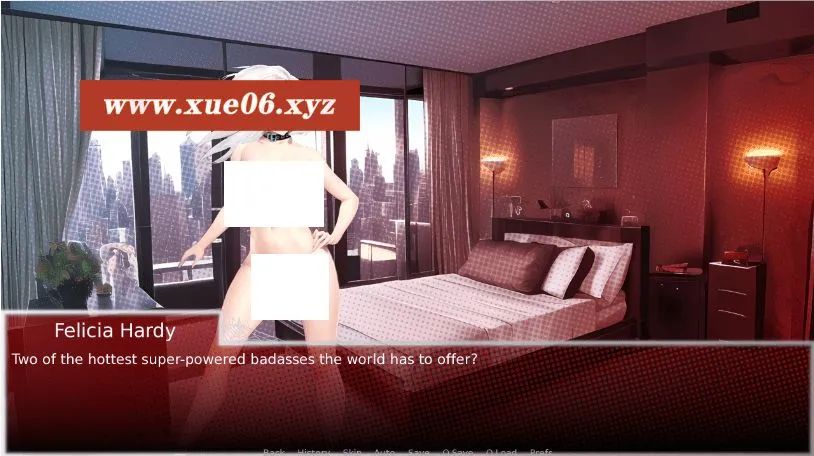 www.xue06.xyz
Felicia Hardy
Two of the hottest super-powered badasses the world has to offer?
Back History Skip Auto Save Q.Save Q.Load Prefs